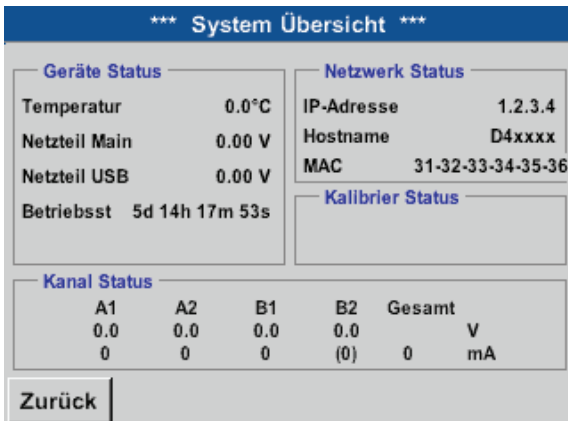 *** System Übersicht ***
Geräte Status
Temperatur 0.0°C
Netzteil Main 0.00 V
Netzteil USB 0.00 V
Betriebsst 5d 14h 17m 53s
Netzwerk Status
IP-Adresse 1.2.3.4
Hostname D4xxxx
MAC 31-32-33-34-35-36
Kalibrier Status
Kanal Status
A1 A2 B1 B2 Gesamt
0.0 0.0 0.0 0.0 V
0 0 0 (0) 0 mA
Zurück